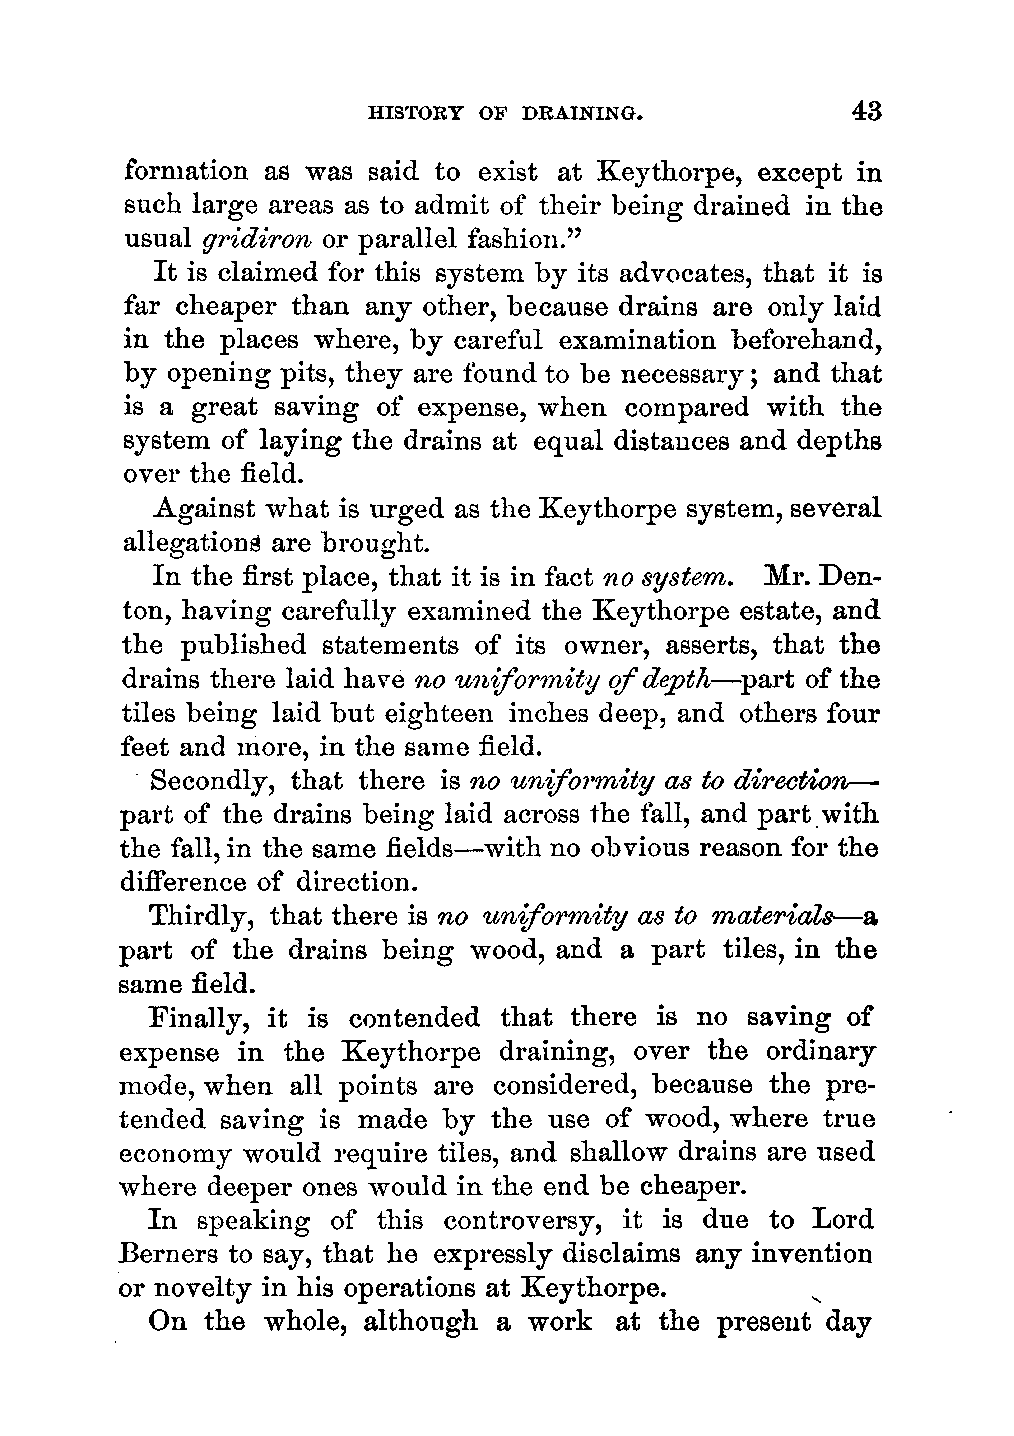 HISTORY OF DRAINING. 43
formation as was said to exist at Keythorpe, except in
such large areas as to admit of their being drained in the
usual gridiron or parallel fashion.”
It is claimed for this system by its advocates, that it is
far cheaper than any other, because drains are only laid
in the places where, by careful examination beforehand,
by opening pits, they are found to be necessary; and that
is a great saving of expense, when compared with the
system of laying the drains at equal distances and depths
over the field.
Against what is urged as the Keythorpe system, several
allegations are brought.
In the first place, that it is in fact no system. Mr. Den-
ton, having carefully examined the Keythorpe estate, and
the published statements of its owner, asserts, that the
drains there laid have no uniformity of depth—part of the
tiles being laid but eighteen inches deep, and others four
feet and more, in the same field.
Secondly, that there is no uniformity as to direction—
part of the drains being laid across the fall, and part with
the fall, in the same fields—with no obvious reason for the
difference of direction.
Thirdly, that there is no uniformity as to materials—a
part of the drains being wood, and a part tiles, in the
same field.
Finally, it is contended that there is no saving of
expense in the Keythorpe draining, over the ordinary
mode, when all points are considered, because the pre-
tended saving is made by the use of wood, where true
economy would require tiles, and shallow drains are used
where deeper ones would in the end be cheaper.
In speaking of this controversy, it is due to Lord
Berners to say, that he expressly disclaims any invention
or novelty in his operations at Keythorpe.
On the whole, although a work at the present day